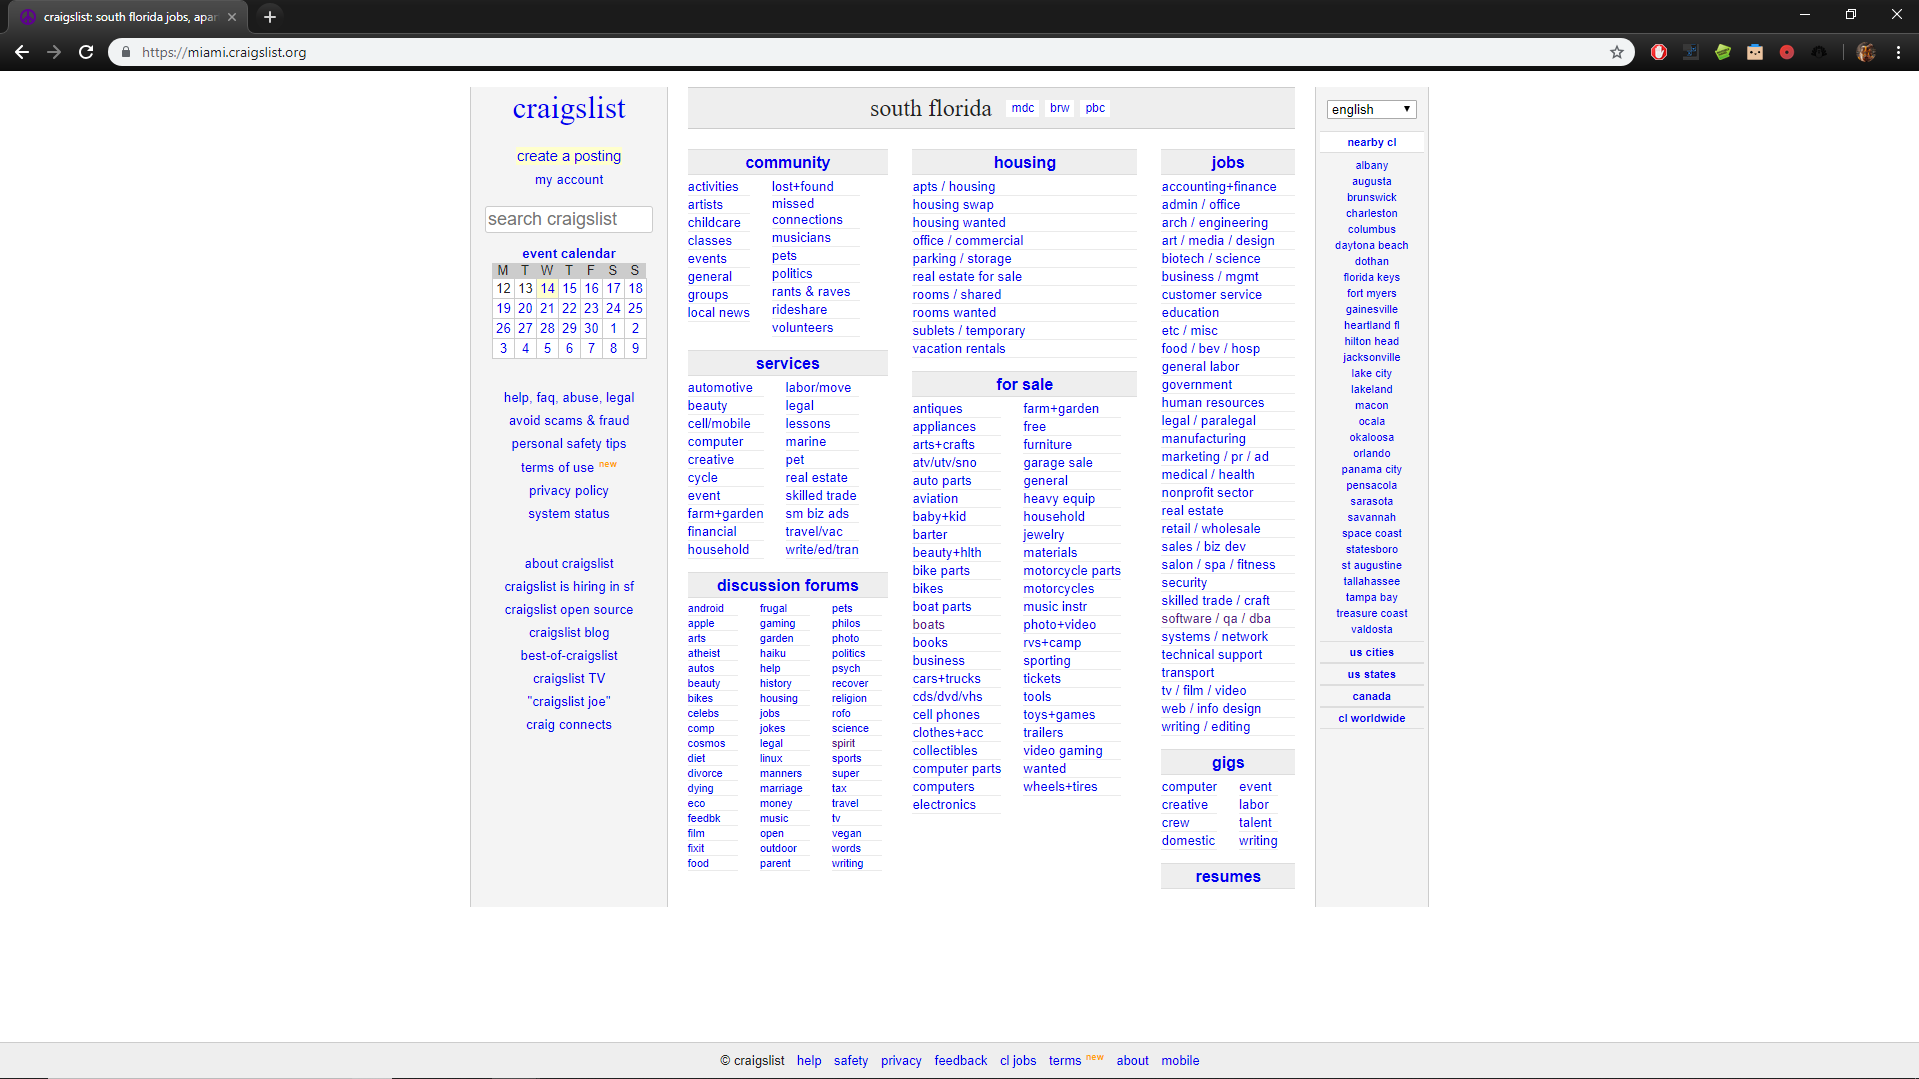 craigslist: south florida jobs, apar
https://miami.craigslist.org
craigslist
create a posting
my account
search craigslist
event calendar
M T W T F S S
12 13 14 15 16 17 18
19 20 21 22 23 24 25
26 27 28 29 30 1 2
3 4 5 6 7 8 9
help, faq, abuse, legal
avoid scams & fraud
personal safety tips
terms of use new
privacy policy
system status
about craigslist
craigslist is hiring in sf
craigslist open source
craigslist blog
best-of-craigslist
craigslist TV
"craigslist joe"
craig connects
south florida mdc brw pbc
community
activities
artists
childcare
classes
events
general
groups
local news
lost+found
missed
connections
musicians
pets
politics
rants & raves
rideshare
volunteers
services
automotive
beauty
cell/mobile
computer
creative
cycle
event
farm+garden
financial
household
labor/move
legal
lessons
marine
pet
real estate
skilled trade
sm biz ads
travel/vac
write/ed/tran
discussion forums
android
apple
arts
atheist
autos
beauty
bikes
celebs
comp
cosmos
diet
divorce
dying
eco
feedbk
film
fixit
food
frugal
gaming
garden
haiku
help
history
housing
jobs
jokes
legal
linux
manners
marriage
money
music
open
outdoor
parent
pets
philos
photo
politics
psych
recover
religion
rofo
science
spirit
sports
super
tax
travel
tv
vegan
words
writing
housing
apts / housing
housing swap
housing wanted
office / commercial
parking / storage
real estate for sale
rooms / shared
rooms wanted
sublets / temporary
vacation rentals
for sale
antiques
appliances
arts+crafts
atv/utv/sno
auto parts
aviation
baby+kid
barter
beauty+hlth
bike parts
bikes
boat parts
boats
books
business
cars+trucks
cds/dvd/vhs
cell phones
clothes+acc
collectibles
computer parts
computers
electronics
farm+garden
free
furniture
garage sale
general
heavy equip
household
jewelry
materials
motorcycle parts
motorcycles
music instr
photo+video
rvs+camp
sporting
tickets
tools
toys+games
trailers
video gaming
wanted
wheels+tires
jobs
accounting+finance
admin / office
arch / engineering
art / media / design
biotech / science
business / mgmt
customer service
education
etc / misc
food / bev / hosp
general labor
government
human resources
legal / paralegal
manufacturing
marketing / pr / ad
medical / health
nonprofit sector
real estate
retail / wholesale
sales / biz dev
salon / spa / fitness
security
skilled trade / craft
software / qa / dba
systems / network
technical support
transport
tv / film / video
web / info design
writing / editing
gigs
computer
creative
crew
domestic
event
labor
talent
writing
resumes
english
nearby cl
albany
augusta
brunswick
charleston
columbus
daytona beach
dothan
florida keys
fort myers
gainesville
heartland fl
hilton head
jacksonville
lake city
lakeland
macon
ocala
okaloosa
orlando
panama city
pensacola
sarasota
savannah
space coast
statesboro
st augustine
tallahassee
tampa bay
treasure coast
valdosta
us cities
us states
canada
cl worldwide
© craigslist help safety privacy feedback cl jobs terms new about mobile